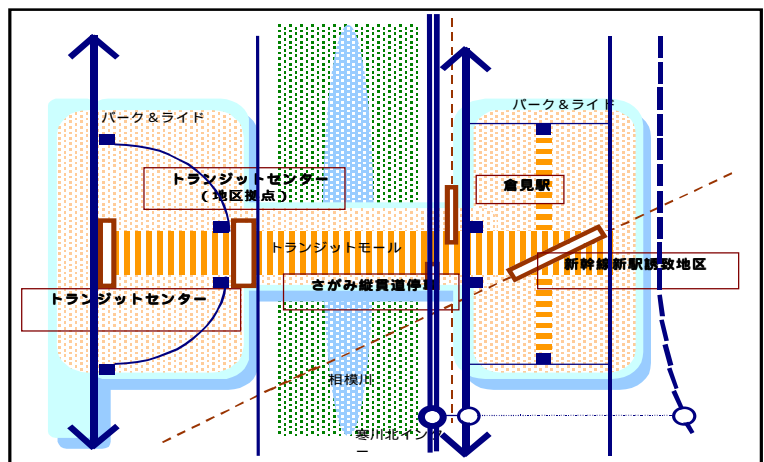 パーク＆ライド
パーク＆ライド
トランジットセンター
（地区拠点）
倉見駅
トランジットモール
新幹線新駅誘致地区
さがみ縦貫道停車
トランジットセンター
相模川
寒川北インター